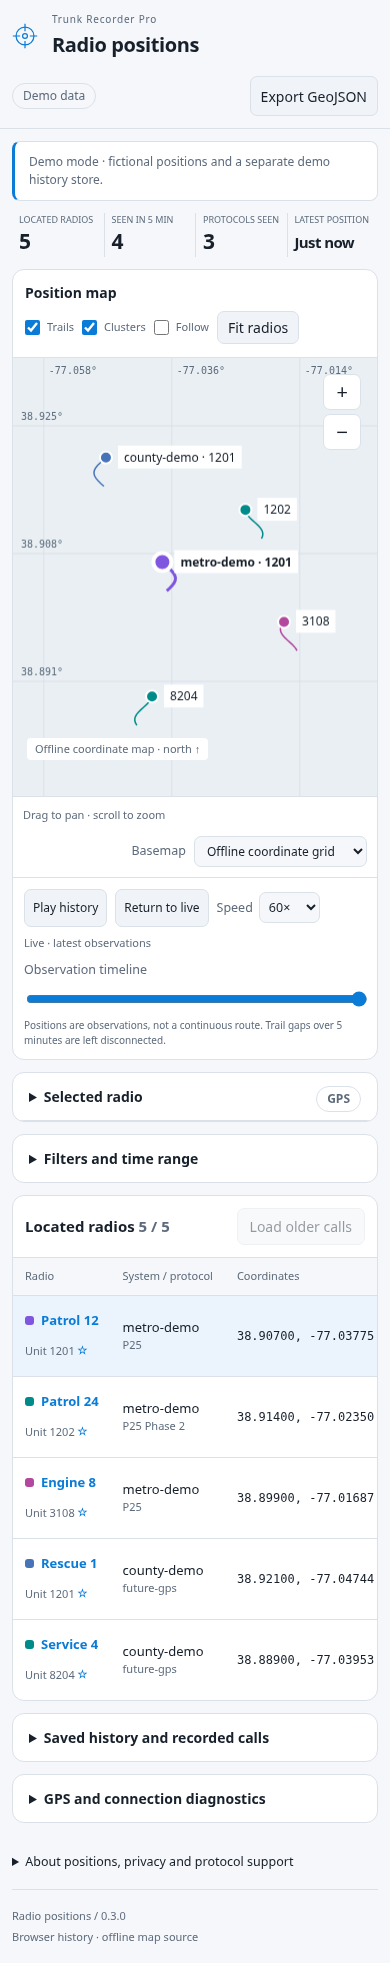 Trunk Recorder Pro
Radio positions
Demo data
Export GeoJSON
Demo mode · fictional positions and a separate demo
history store.
LOCATED RADIOS
5
SEEN IN 5 MIN
4
PROTOCOLS SEEN
3
LATEST POSITION
Just now
Position map
Trails
Clusters
Follow
Fit radios
-77.058°
-77.036°
-77.014°
+
−
38.925°
county-demo · 1201
1202
38.908°
metro-demo · 1201
3108
38.891°
8204
Offline coordinate map · north ↑
Drag to pan · scroll to zoom
Basemap
Offline coordinate grid
Play history
Return to live
Speed
60×
Live · latest observations
Observation timeline
Positions are observations, not a continuous route. Trail gaps over 5
minutes are left disconnected.
Selected radio
GPS
Filters and time range
Located radios 5 / 5
Load older calls
Radio
System / protocol
Coordinates
Patrol 12
Unit 1201 ☆
metro-demo
P25
38.90700, -77.03775
Patrol 24
Unit 1202 ☆
metro-demo
P25 Phase 2
38.91400, -77.02350
Engine 8
Unit 3108 ☆
metro-demo
P25
38.89900, -77.01687
Rescue 1
Unit 1201 ☆
county-demo
future-gps
38.92100, -77.04744
Service 4
Unit 8204 ☆
county-demo
future-gps
38.88900, -77.03953
Saved history and recorded calls
GPS and connection diagnostics
About positions, privacy and protocol support
Radio positions / 0.3.0
Browser history · offline map source